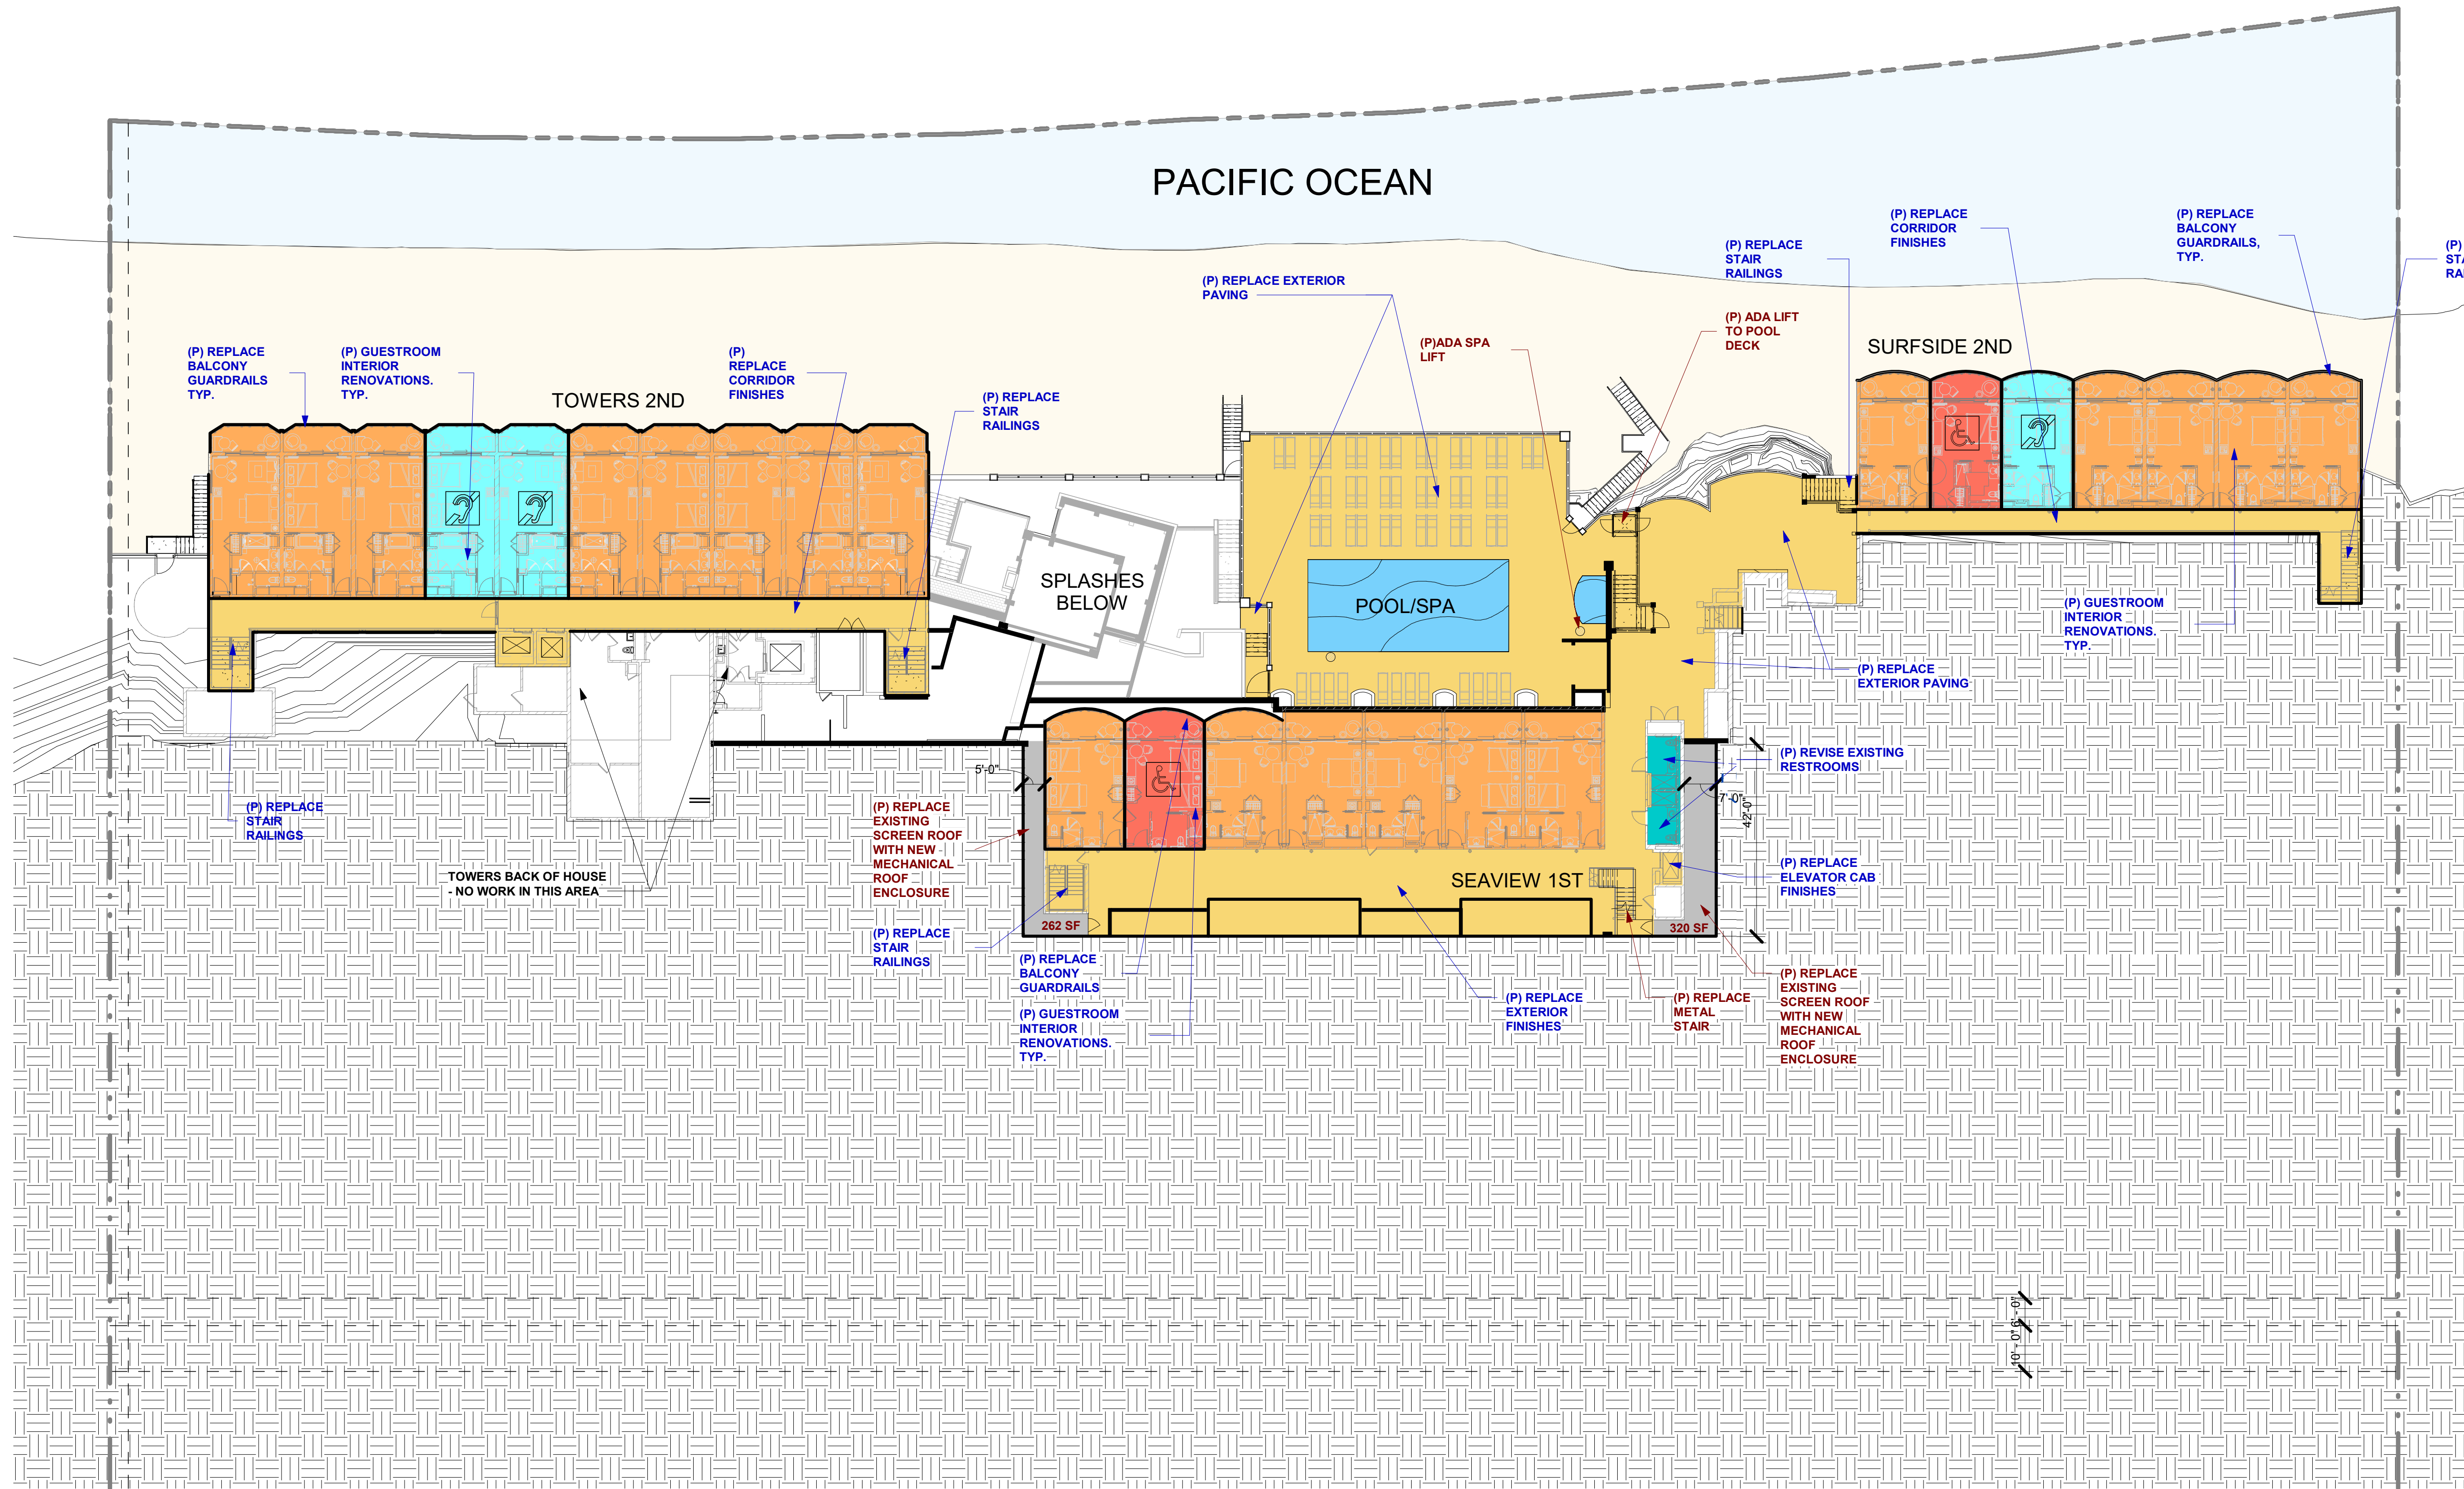 PACIFIC OCEAN
(P) REPLACE
CORRIDOR
FINISHES
(P) REPLACE
BALCONY
GUARDRAILS,
TYP.
(P) REPLACE
STAIR
RAILINGS
(P)
(P) REPLACE EXTERIOR
PAVING
(P) ADA LIFT
TO POOL
DECK
(P)ADA SPA
LIFT
SURFSIDE 2ND
(P) REPLACE
BALCONY
GUARDRAILS
TYP.
(P) GUESTROOM
INTERIOR
RENOVATIONS.
TYP.
(P)
REPLACE
CORRIDOR
FINISHES
TOWERS 2ND
(P) REPLACE
STAIR
RAILINGS
SPLASHES
BELOW
POOL/SPA
(P) GUESTROOM
INTERIOR
RENOVATIONS.
TYP.
(P) REPLACE
EXTERIOR PAVING
(P) REVISE EXISTING
RESTROOMS
5'-0"
7'-0"
42'-0"
(P) REPLACE
STAIR
RAILINGS
(P) REPLACE
EXISTING
SCREEN ROOF
WITH NEW
MECHANICAL
ROOF
ENCLOSURE
TOWERS BACK OF HOUSE
- NO WORK IN THIS AREA
SEAVIEW 1ST
(P) REPLACE
ELEVATOR CAB
FINISHES
262 SF
320 SF
(P) REPLACE
STAIR
RAILINGS
(P) REPLACE
BALCONY
GUARDRAILS
(P) GUESTROOM
INTERIOR
RENOVATIONS.
TYP.
(P) REPLACE
EXTERIOR
FINISHES
(P) REPLACE
METAL
STAIR
(P) REPLACE
EXISTING
SCREEN ROOF
WITH NEW
MECHANICAL
ROOF
ENCLOSURE
6' - 0"
10' - 0"